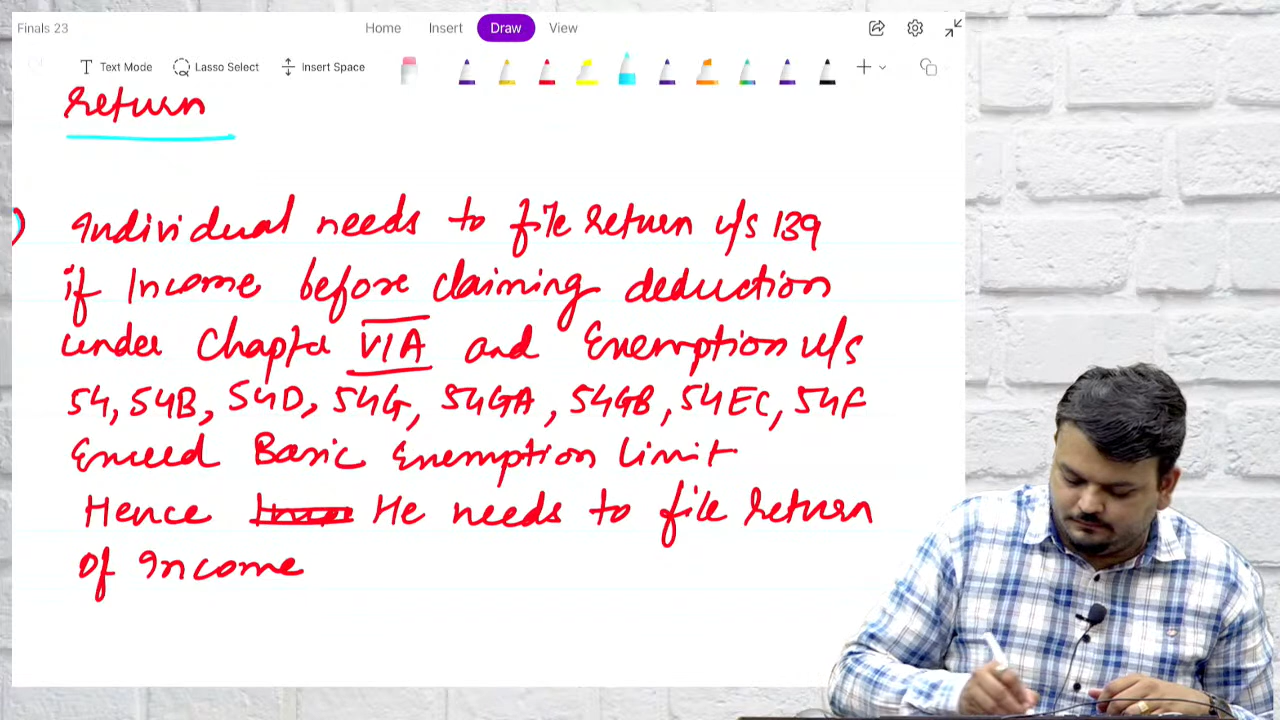 Finals 23
Home Insert Draw View
Text Mode Lasso Select Insert Space
Return
) Individual needs to file Return u/s 139
if Income before claiming deduction
under Chapter VIA and Exemption u/s
54, 54B, 54D, 54G, 54GA, 54GB, 54EC, 54F
Exceed Basic Exemption Limit
Hence He needs to file return
of Income